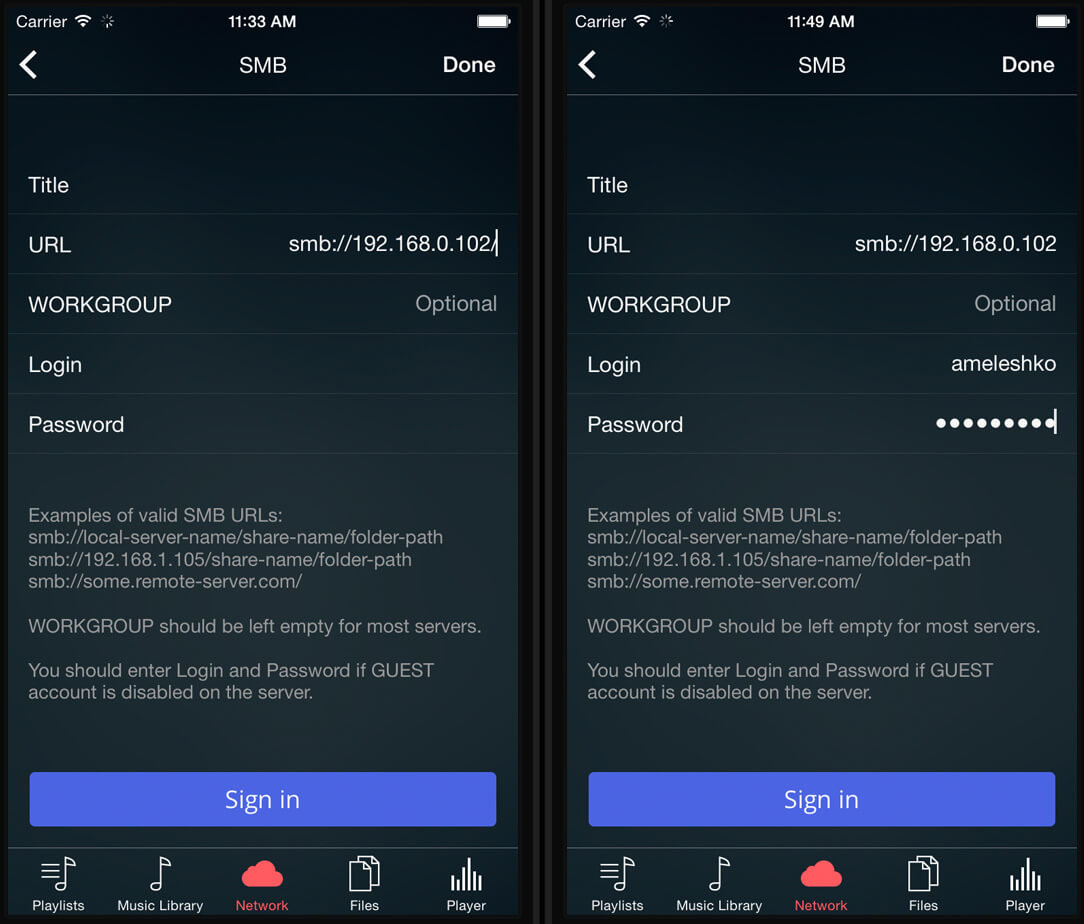 Carrier 11:33 AM
SMB Done
Title
URL smb://192.168.0.102/
WORKGROUP Optional
Login
Password
Examples of valid SMB URLs:
smb://local-server-name/share-name/folder-path
smb://192.168.1.105/share-name/folder-path
smb://some.remote-server.com/
WORKGROUP should be left empty for most servers.
You should enter Login and Password if GUEST
account is disabled on the server.
Sign in
Playlists Music Library Network Files Player
Carrier 11:49 AM
SMB Done
Title
URL smb://192.168.0.102
WORKGROUP Optional
Login ameleshko
Password ●●●●●●●●●
Examples of valid SMB URLs:
smb://local-server-name/share-name/folder-path
smb://192.168.1.105/share-name/folder-path
smb://some.remote-server.com/
WORKGROUP should be left empty for most servers.
You should enter Login and Password if GUEST
account is disabled on the server.
Sign in
Playlists Music Library Network Files Player